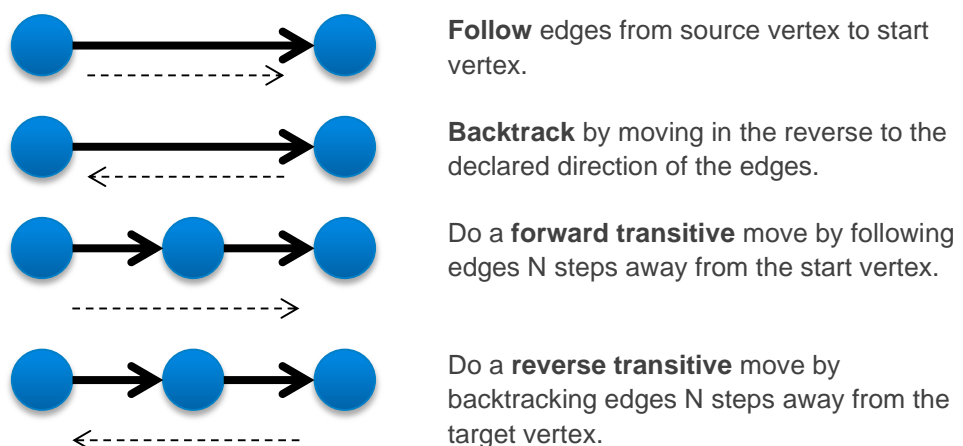 Follow edges from source vertex to start
vertex.
Backtrack by moving in the reverse to the
declared direction of the edges.
Do a forward transitive move by following
edges N steps away from the start vertex.
Do a reverse transitive move by
backtracking edges N steps away from the
target vertex.